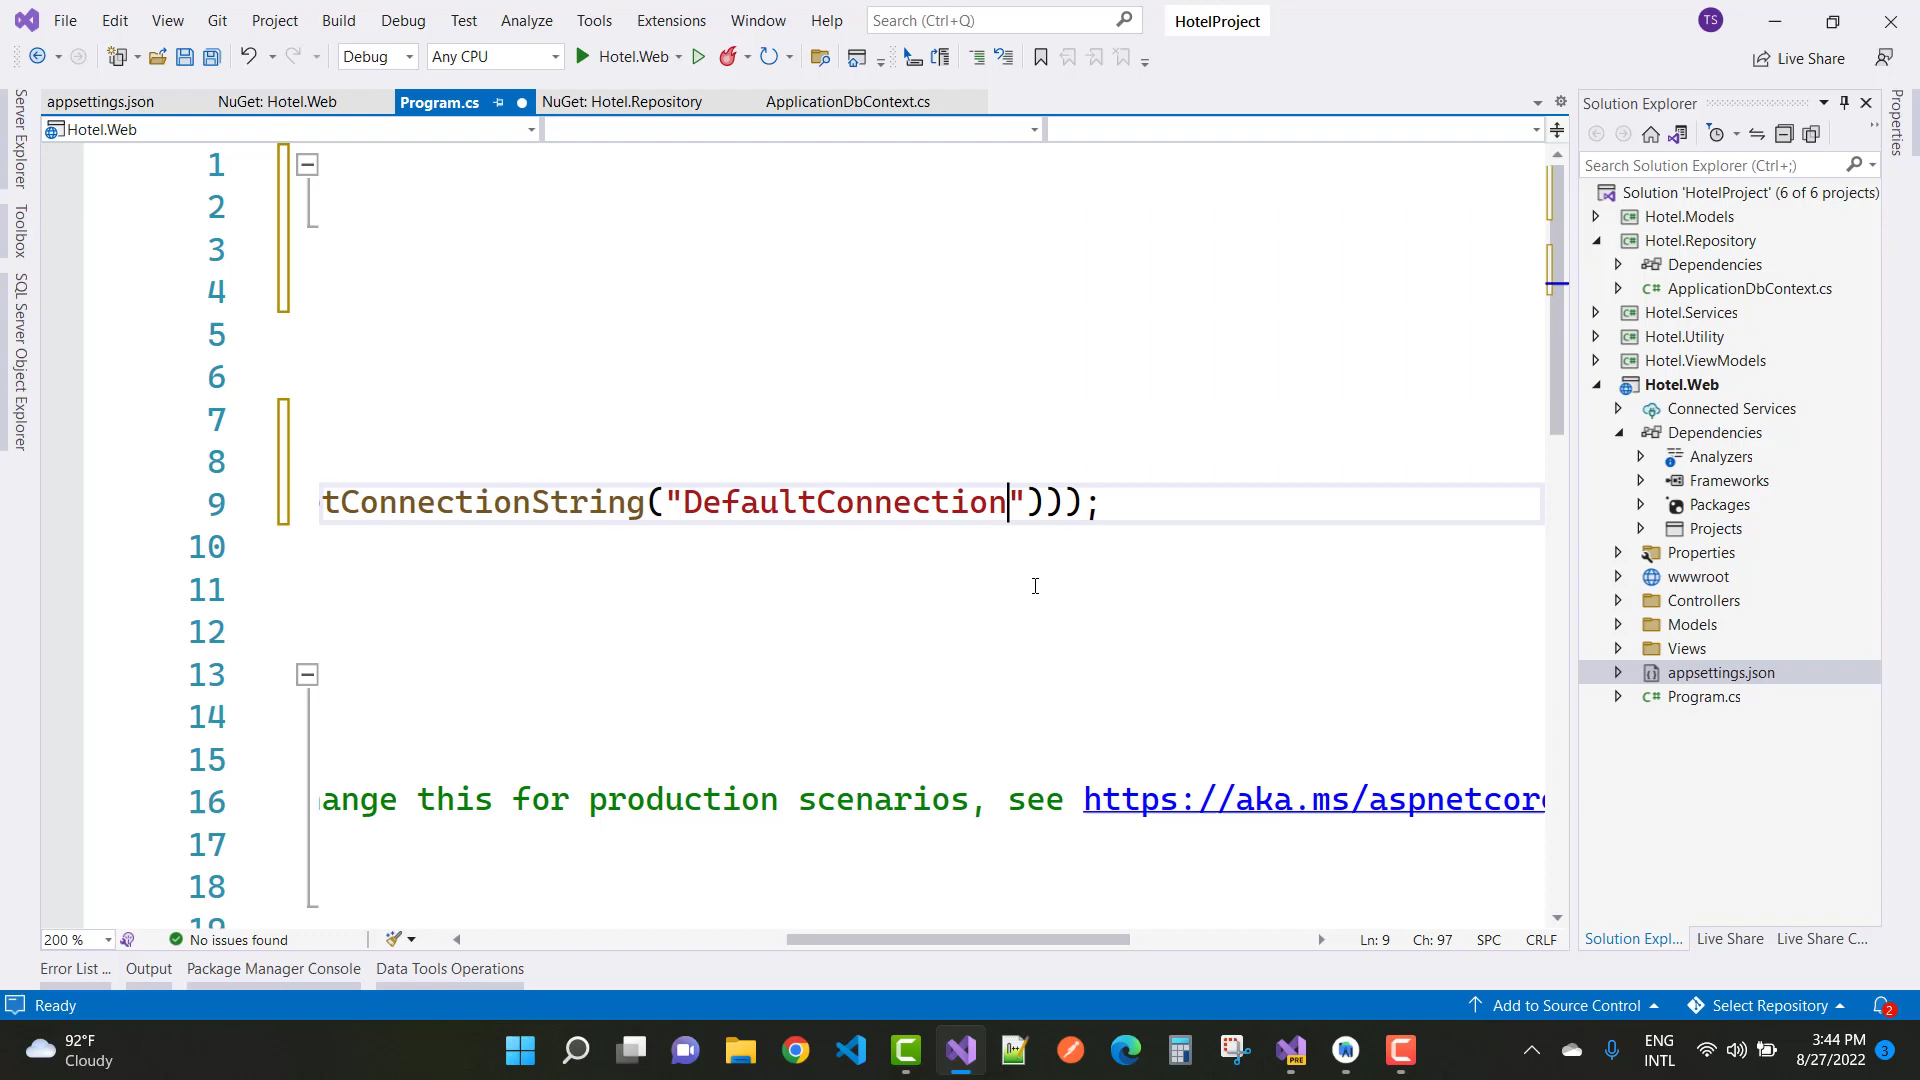 File Edit View Git Project Build Debug Test Analyze Tools Extensions Window Help Search (Ctrl+Q) HotelProject TS
Debug Any CPU Hotel.Web Live Share
appsettings.json NuGet: Hotel.Web Program.cs NuGet: Hotel.Repository ApplicationDbContext.cs
Hotel.Web
Server Explorer
Toolbox
SQL Server Object Explorer
1
2
3
4
5
6
7
8
9 tConnectionString("DefaultConnection")));
10
11
12
13
14
15
16 ange this for production scenarios, see https://aka.ms/aspnetcore
17
18
19
200 % No issues found Ln: 9 Ch: 97 SPC CRLF
Solution Explorer
Search Solution Explorer (Ctrl+;)
Solution 'HotelProject' (6 of 6 projects)
Hotel.Models
Hotel.Repository
Dependencies
C# ApplicationDbContext.cs
Hotel.Services
Hotel.Utility
Hotel.ViewModels
Hotel.Web
Connected Services
Dependencies
Analyzers
Frameworks
Packages
Projects
Properties
wwwroot
Controllers
Models
Views
appsettings.json
C# Program.cs
Solution Expl... Live Share Live Share C...
Properties
Error List ... Output Package Manager Console Data Tools Operations
Ready Add to Source Control Select Repository 2
92°F
Cloudy
PRE
ENG
INTL
3:44 PM
8/27/2022
3